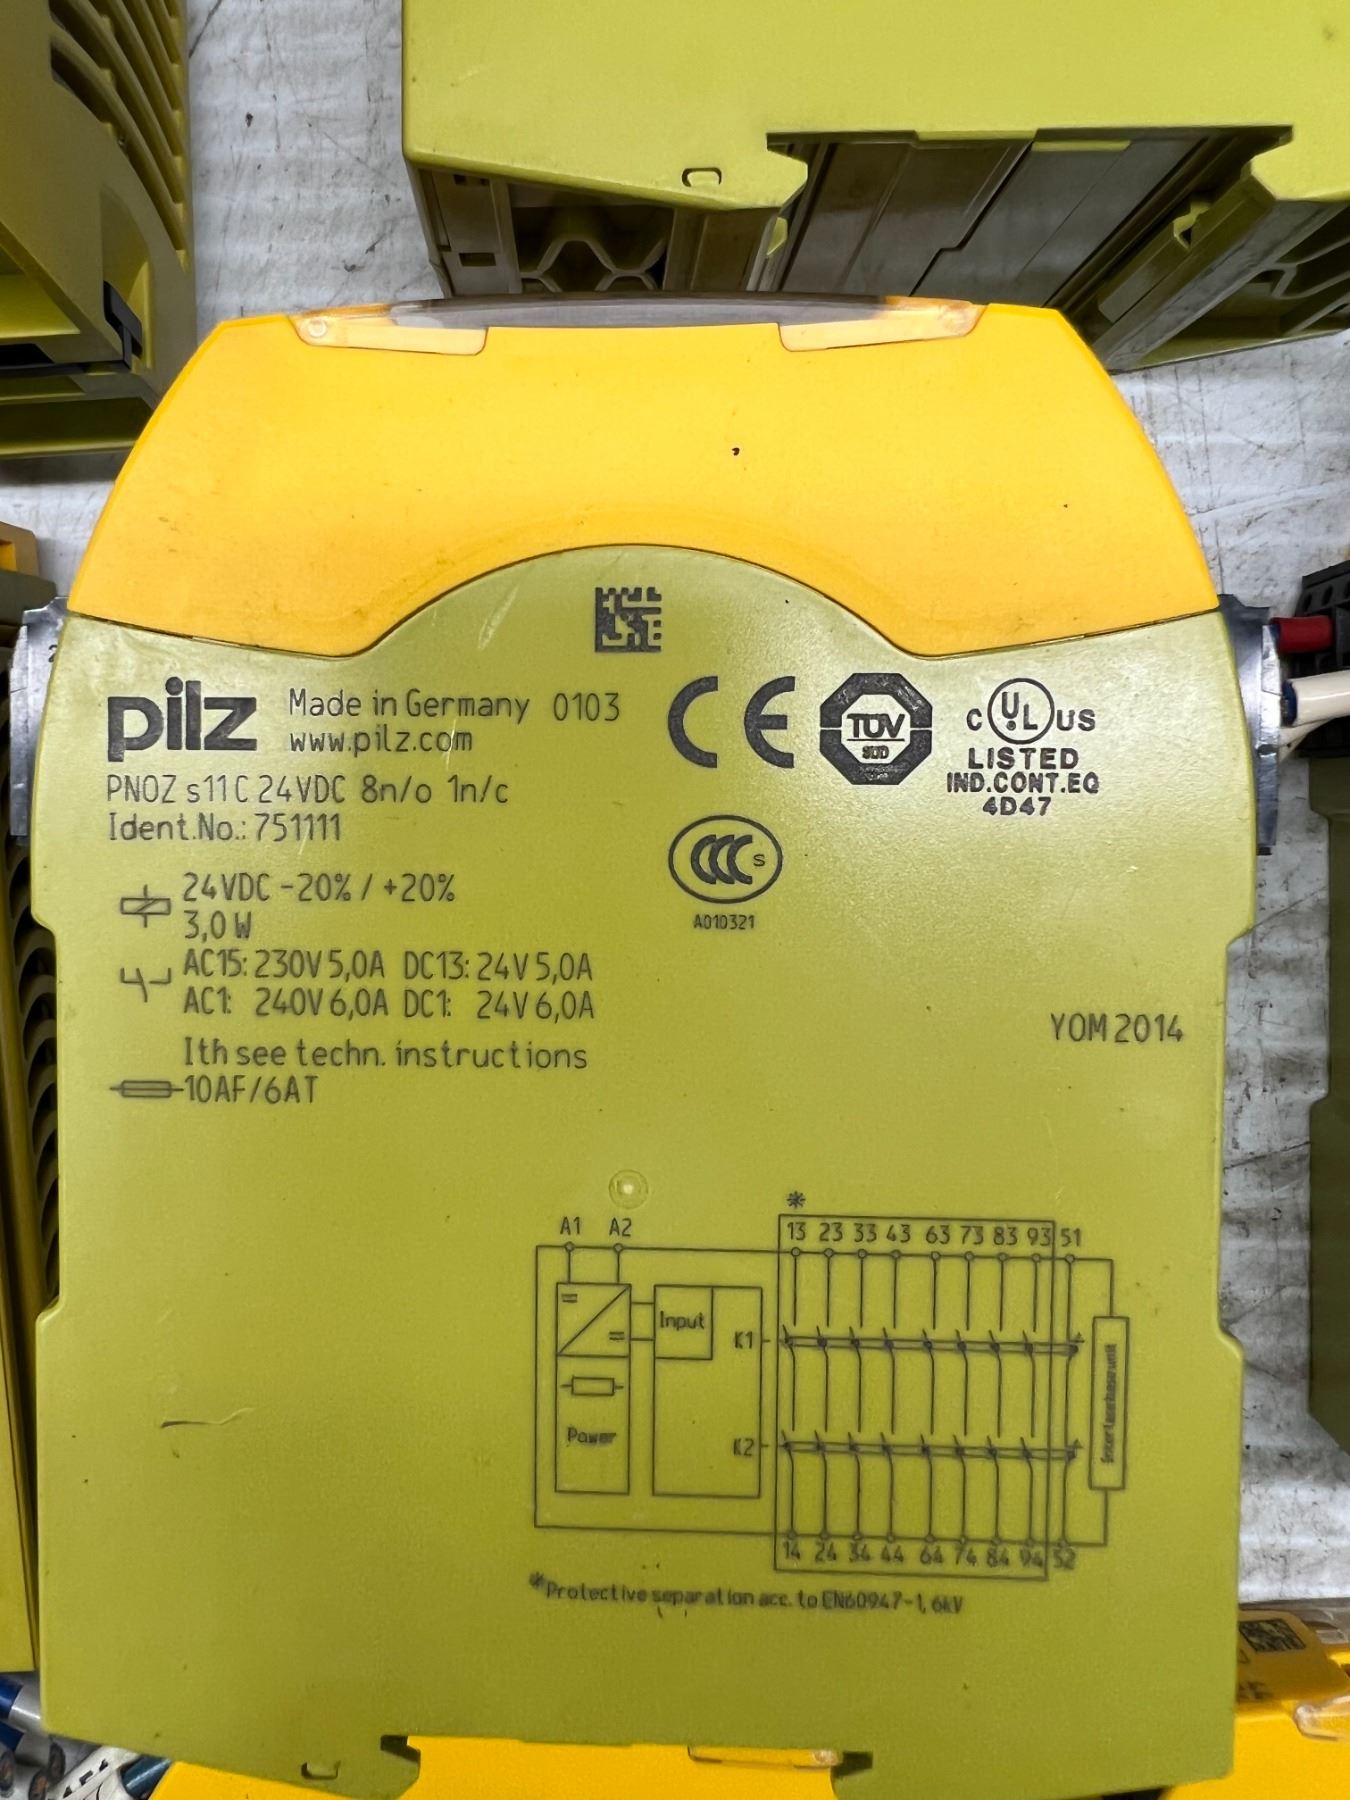 pilz Made in Germany 0103
www.pilz.com
PNOZ s11 C 24VDC 8n/o 1n/c
Ident.No.: 751111
CE
TÜV
SÜD
C UL US
LISTED
IND.CONT.EQ
4D47
CCC S
A010321
24VDC -20% / +20%
3,0 W
AC15: 230V 5,0A DC13: 24V 5,0A
AC1: 240V 6,0A DC1: 24V 6,0A
Ith see techn. instructions
10AF/6AT
YOM 2014
*
A1 A2 13 23 33 43 63 73 83 93 51
Input
K1
Power
K2
14 24 34 44 64 74 84 94 52
*Protective separation acc. to EN60947-1, 6kV